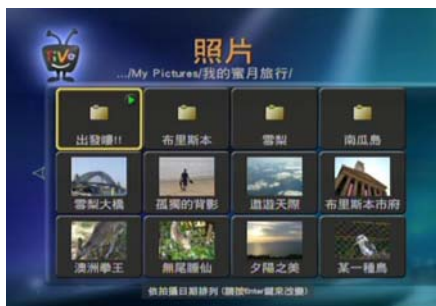 TiVo
照片
.../My Pictures/我的蜜月旅行/
出發嘍!!
布里斯本
雪梨
南瓜島
雪梨大橋
孤獨的背影
遨遊天際
布里斯本市府
澳洲拳王
無尾睡仙
夕陽之美
某一種鳥
依拍攝日期排列 (請按Enter鍵來改變)